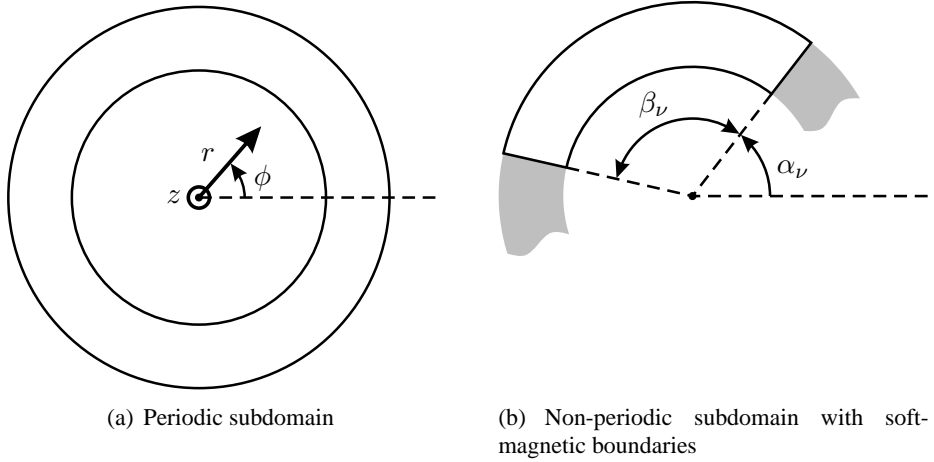 r
ϕ
z
(a) Periodic subdomain
β_ν
α_ν
(b) Non-periodic subdomain with soft-
magnetic boundaries